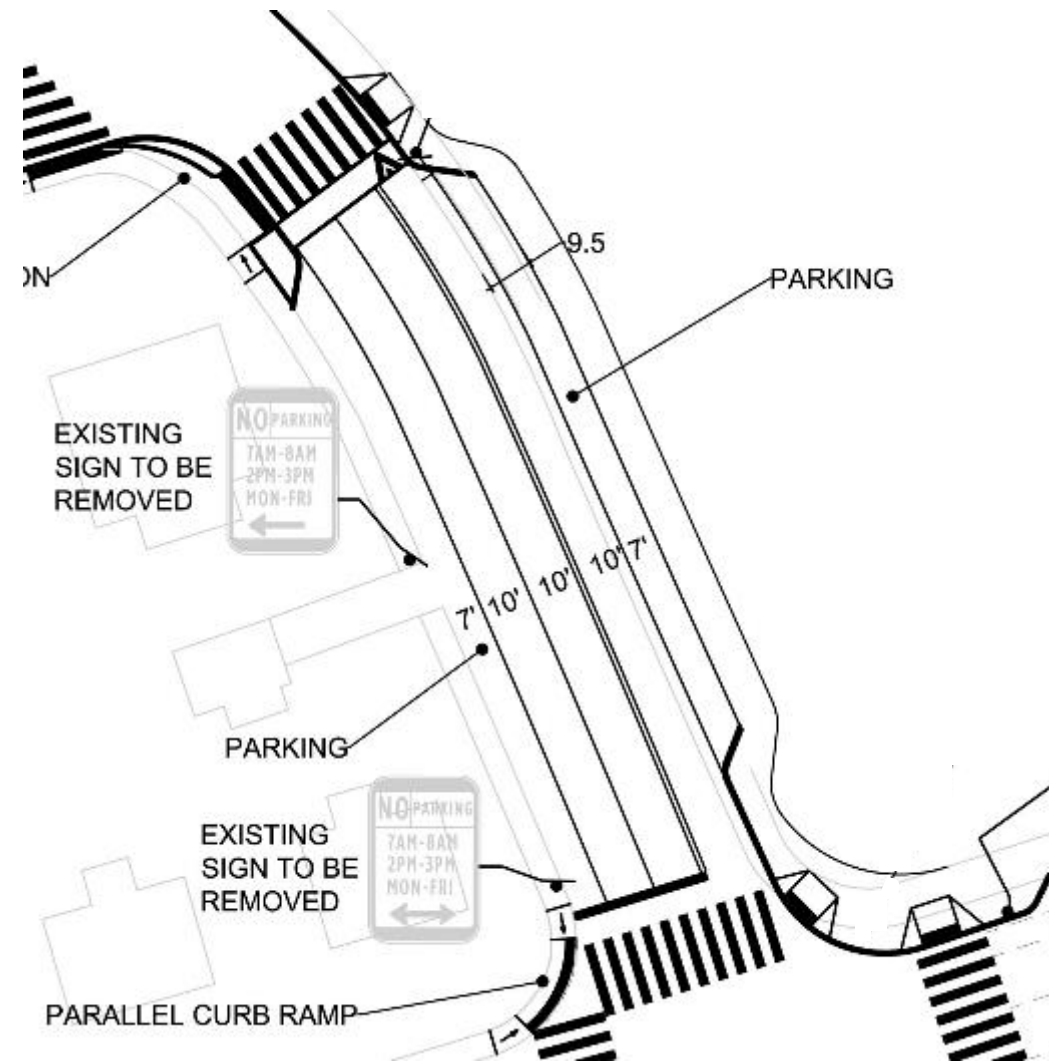 ON
9.5
PARKING
EXISTING
SIGN TO BE
REMOVED
NO PARKING
7AM-8AM
2PM-3PM
MON-FRI
7' 10' 10' 10' 7'
PARKING
EXISTING
SIGN TO BE
REMOVED
NO PARKING
7AM-8AM
2PM-3PM
MON-FRI
PARALLEL CURB RAMP